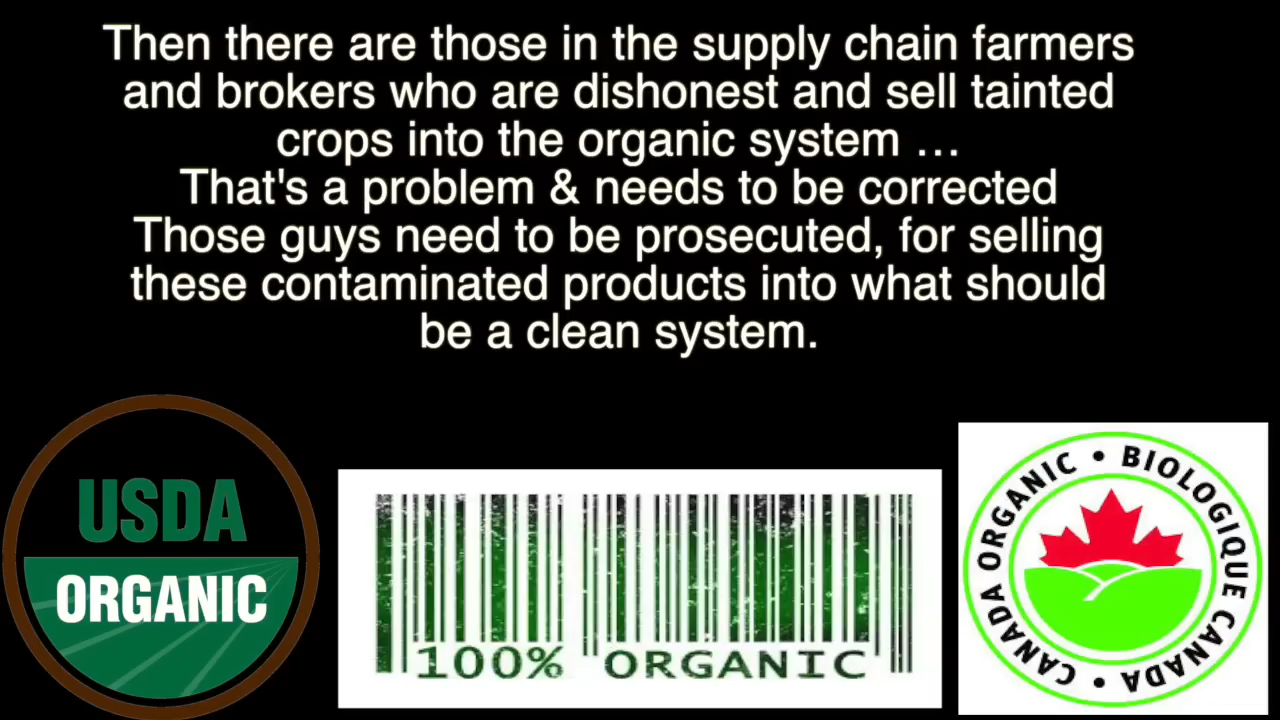 Then there are those in the supply chain farmers
and brokers who are dishonest and sell tainted
crops into the organic system …
That's a problem & needs to be corrected
Those guys need to be prosecuted, for selling
these contaminated products into what should
be a clean system.
USDA
ORGANIC
100% ORGANIC
CANADA ORGANIC • BIOLOGIQUE CANADA •